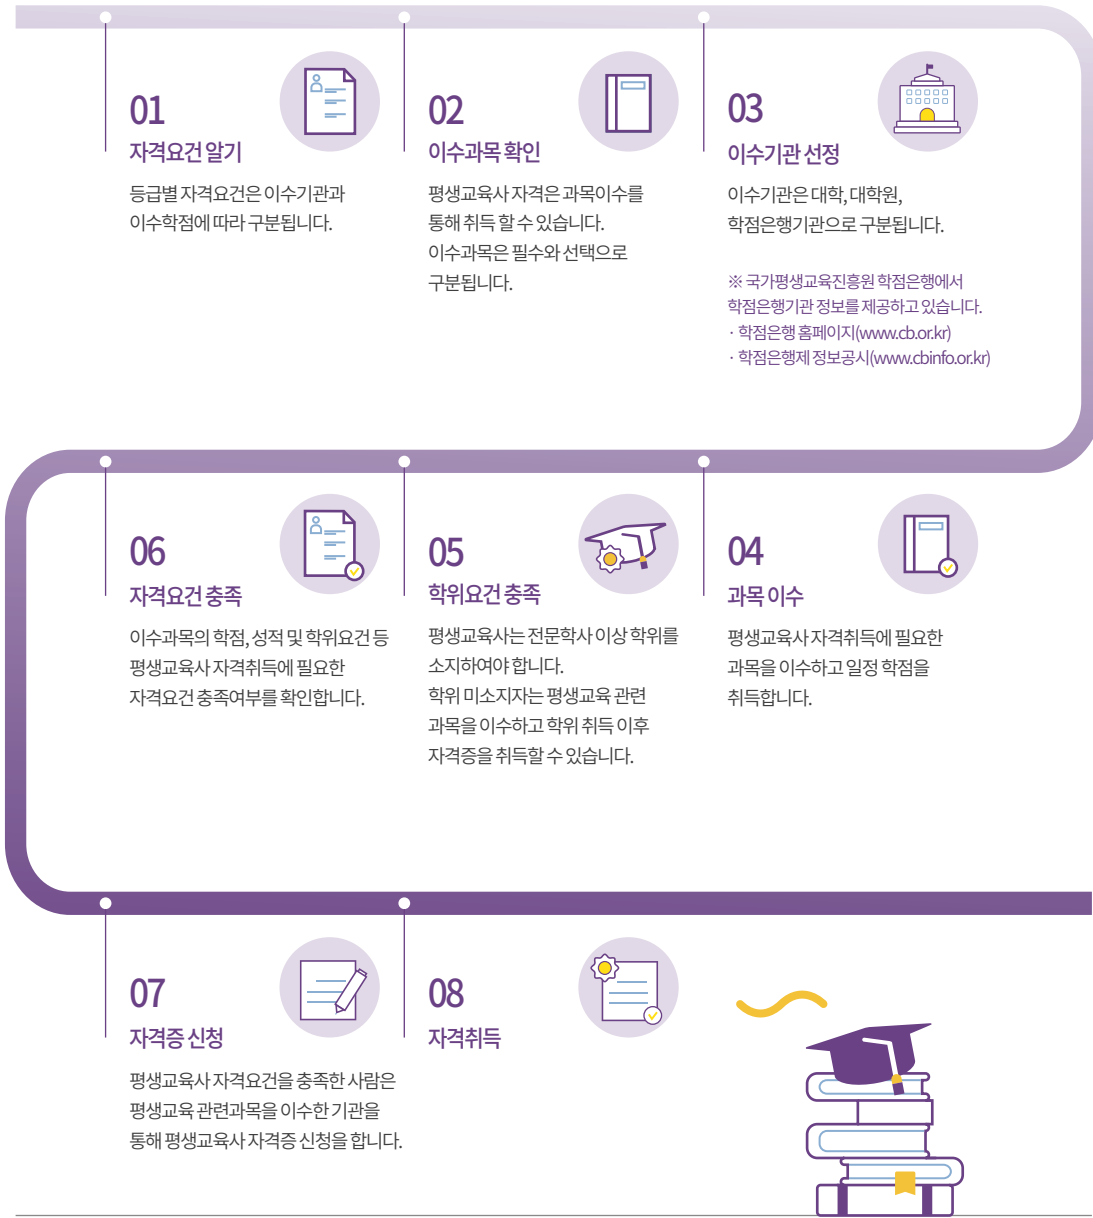 01
자격요건 알기
등급별 자격요건은 이수기관과
이수학점에 따라 구분됩니다.
02
이수과목 확인
평생교육사 자격은 과목이수를
통해 취득 할 수 있습니다.
이수과목은 필수와 선택으로
구분됩니다.
03
이수기관 선정
이수기관은 대학, 대학원,
학점은행기관으로 구분됩니다.
※ 국가평생교육진흥원 학점은행에서
학점은행기관 정보를 제공하고 있습니다.
· 학점은행 홈페이지(www.cb.or.kr)
· 학점은행제 정보공시(www.cbinfo.or.kr)
04
과목 이수
평생교육사 자격취득에 필요한
과목을 이수하고 일정 학점을
취득합니다.
05
학위요건 충족
평생교육사는 전문학사 이상 학위를
소지하여야 합니다.
학위 미소지자는 평생교육 관련
과목을 이수하고 학위 취득 이후
자격증을 취득할 수 있습니다.
06
자격요건 충족
이수과목의 학점, 성적 및 학위요건 등
평생교육사 자격취득에 필요한
자격요건 충족여부를 확인합니다.
07
자격증 신청
평생교육사 자격요건을 충족한 사람은
평생교육 관련과목을 이수한 기관을
통해 평생교육사 자격증 신청을 합니다.
08
자격취득